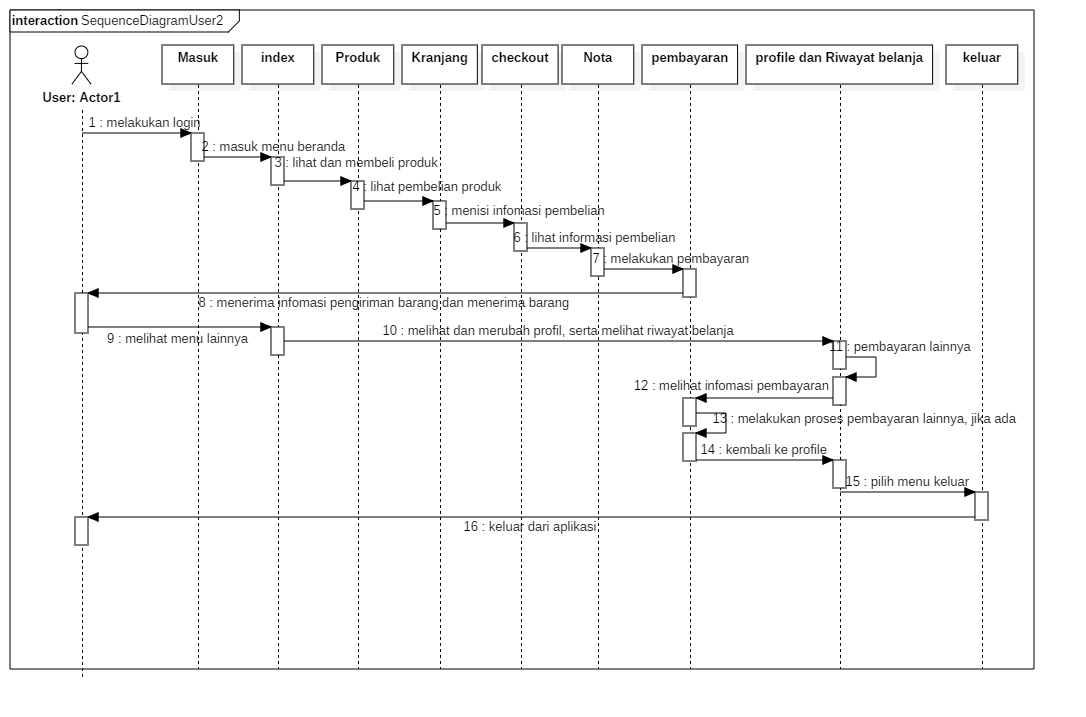 interaction SequenceDiagramUser2
User: Actor1
Masuk
index
Produk
Kranjang
checkout
Nota
pembayaran
profile dan Riwayat belanja
keluar
1 : melakukan login
2 : masuk menu beranda
3 : lihat dan membeli produk
4 : lihat pembelian produk
5 : menisi infomasi pembelian
6 : lihat informasi pembelian
7 : melakukan pembayaran
8 : menerima infomasi pengiriman barang dan menerima barang
9 : melihat menu lainnya
10 : melihat dan merubah profil, serta melihat riwayat belanja
11 : pembayaran lainnya
12 : melihat infomasi pembayaran
13 : melakukan proses pembayaran lainnya, jika ada
14 : kembali ke profile
15 : pilih menu keluar
16 : keluar dari aplikasi